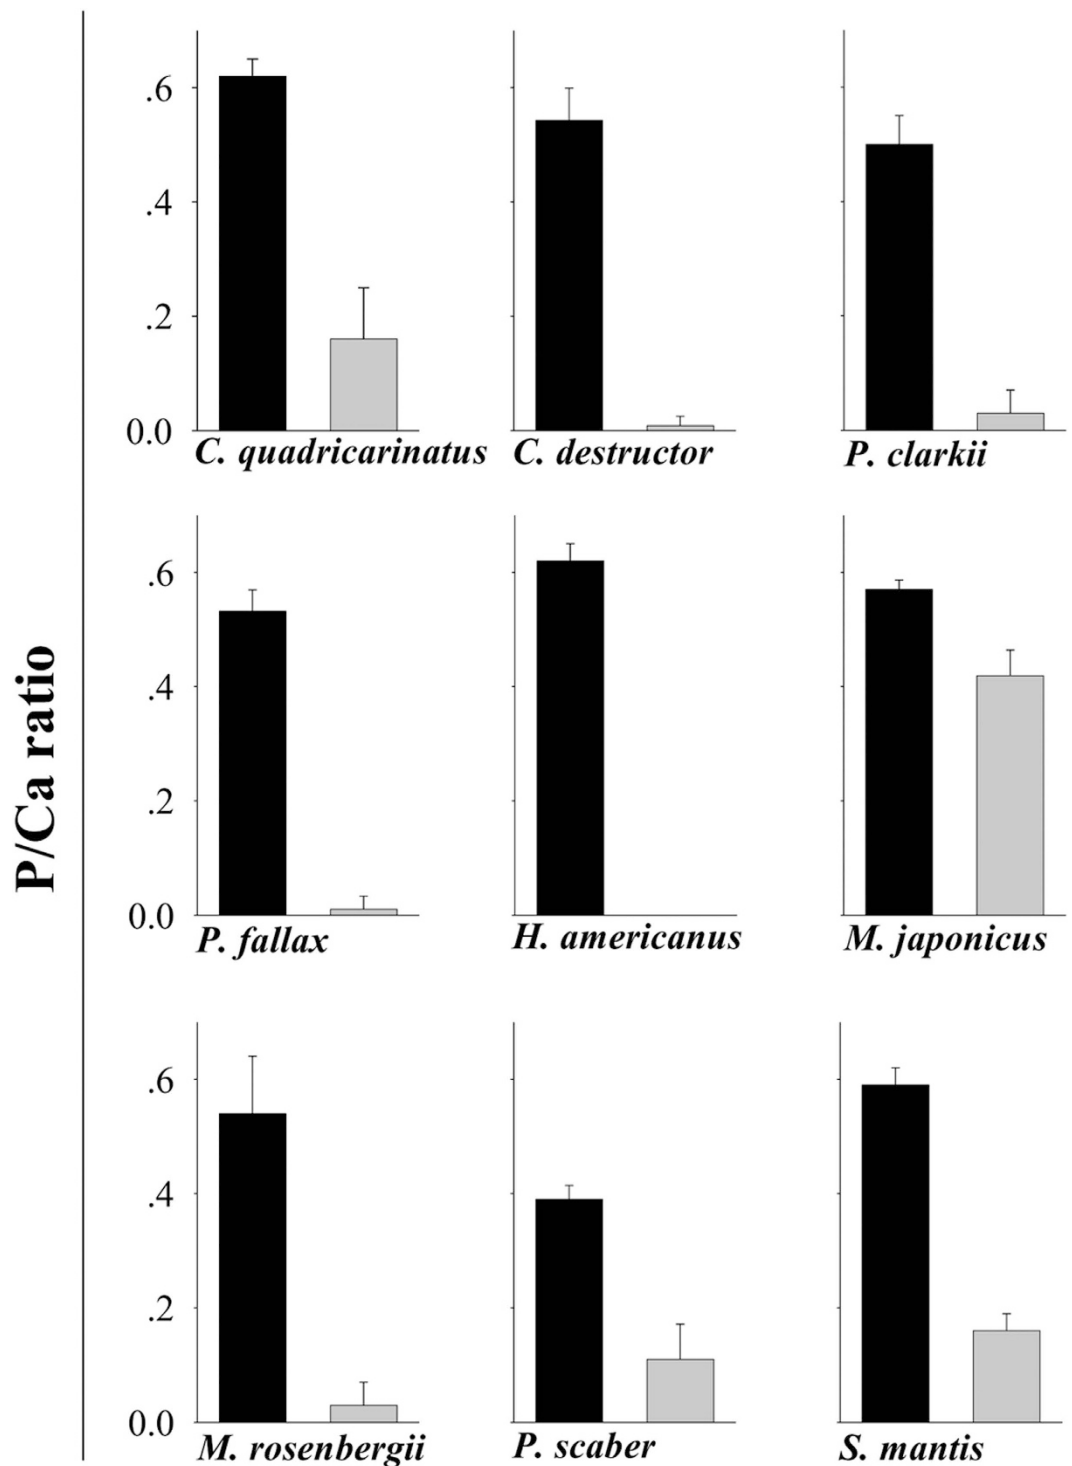 P/Ca ratio
.6
.4
.2
0.0
C. quadricarinatus
C. destructor
P. clarkii
.6
.4
.2
0.0
P. fallax
H. americanus
M. japonicus
.6
.4
.2
0.0
M. rosenbergii
P. scaber
S. mantis